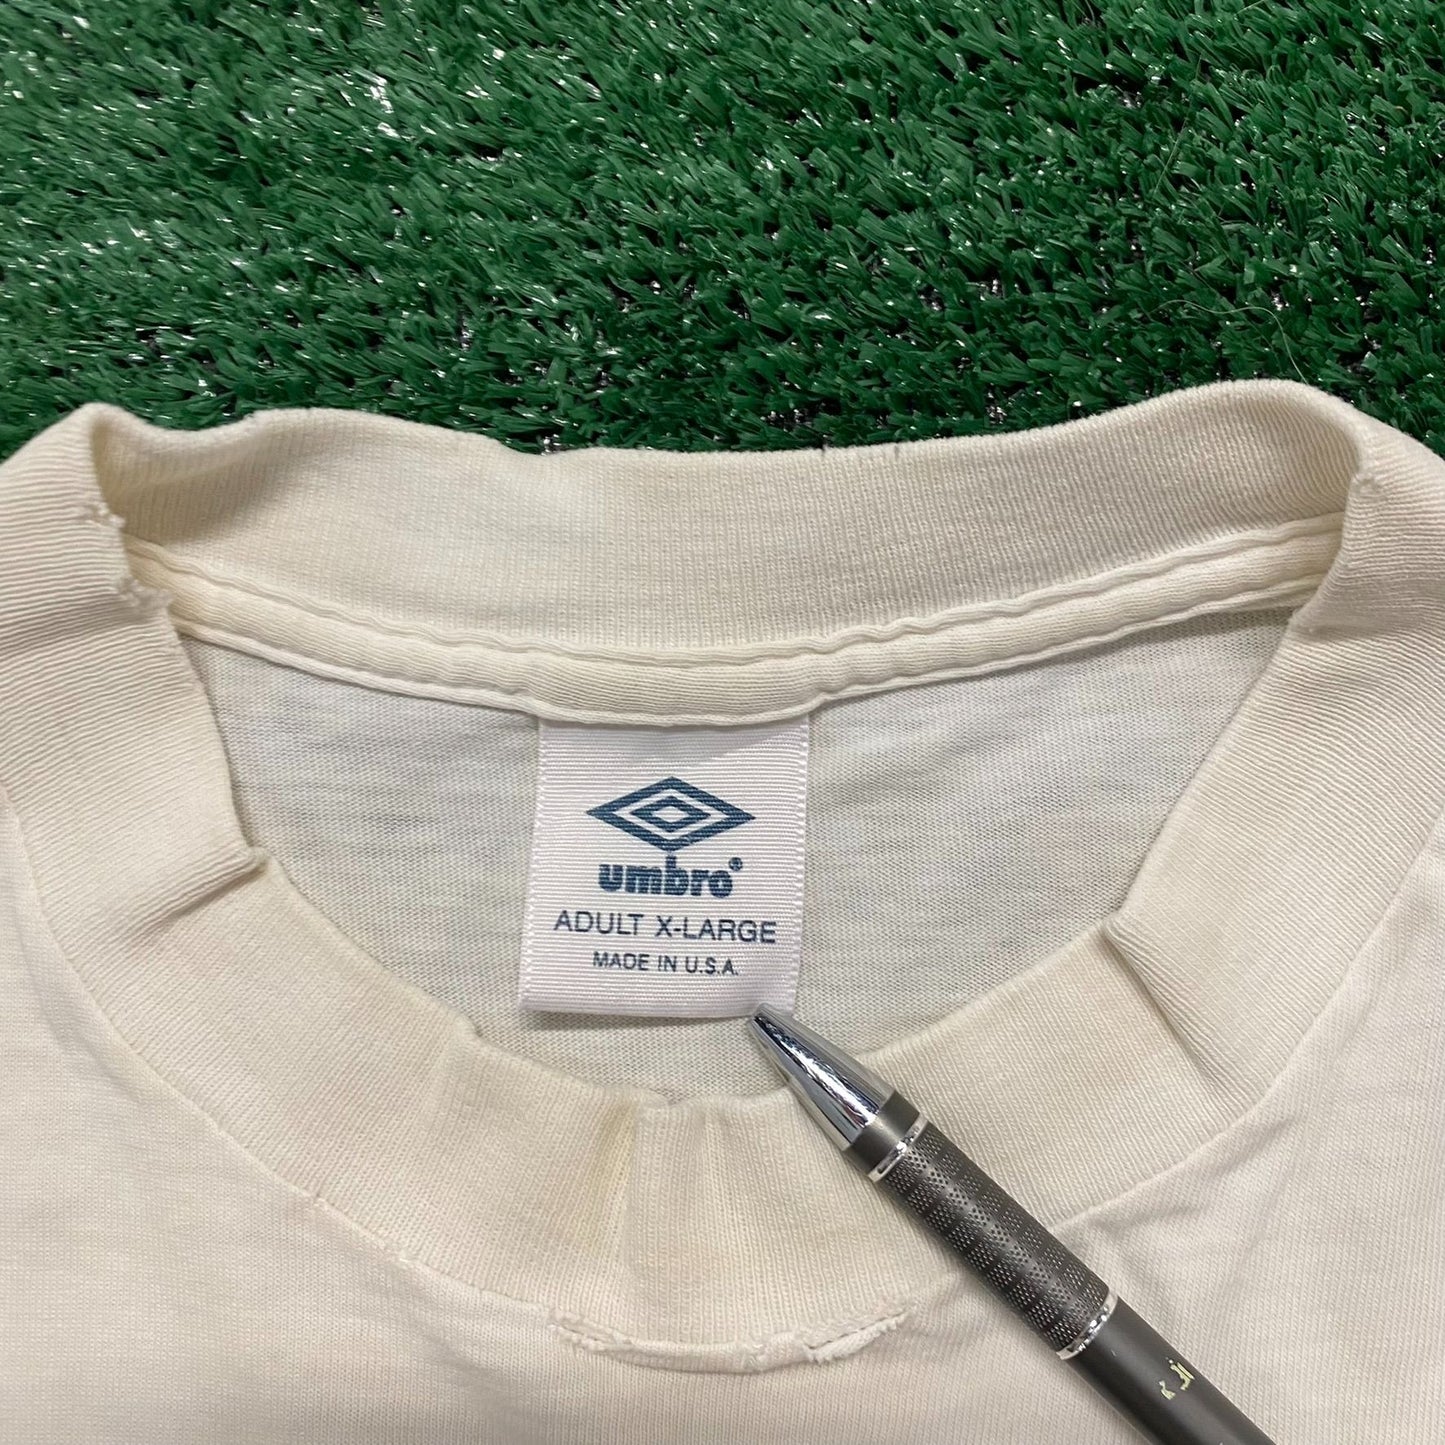 umbro®
ADULT X-LARGE
MADE IN U.S.A.